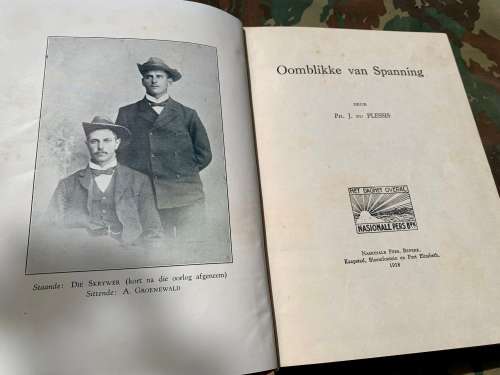 Staande: DIE SKRYWER (kort na die oorlog afgeneem)
Sittende: A. GROENEWALD
Oomblikke van Spanning
DEUR
PH. J. DU PLESSIS
HET DAGHET OVERAL
NASIONALE PERS BPK
NASIONALE PERS, BEPERK,
Kaapstad, Bloemfontein en Port Elizabeth,
1938